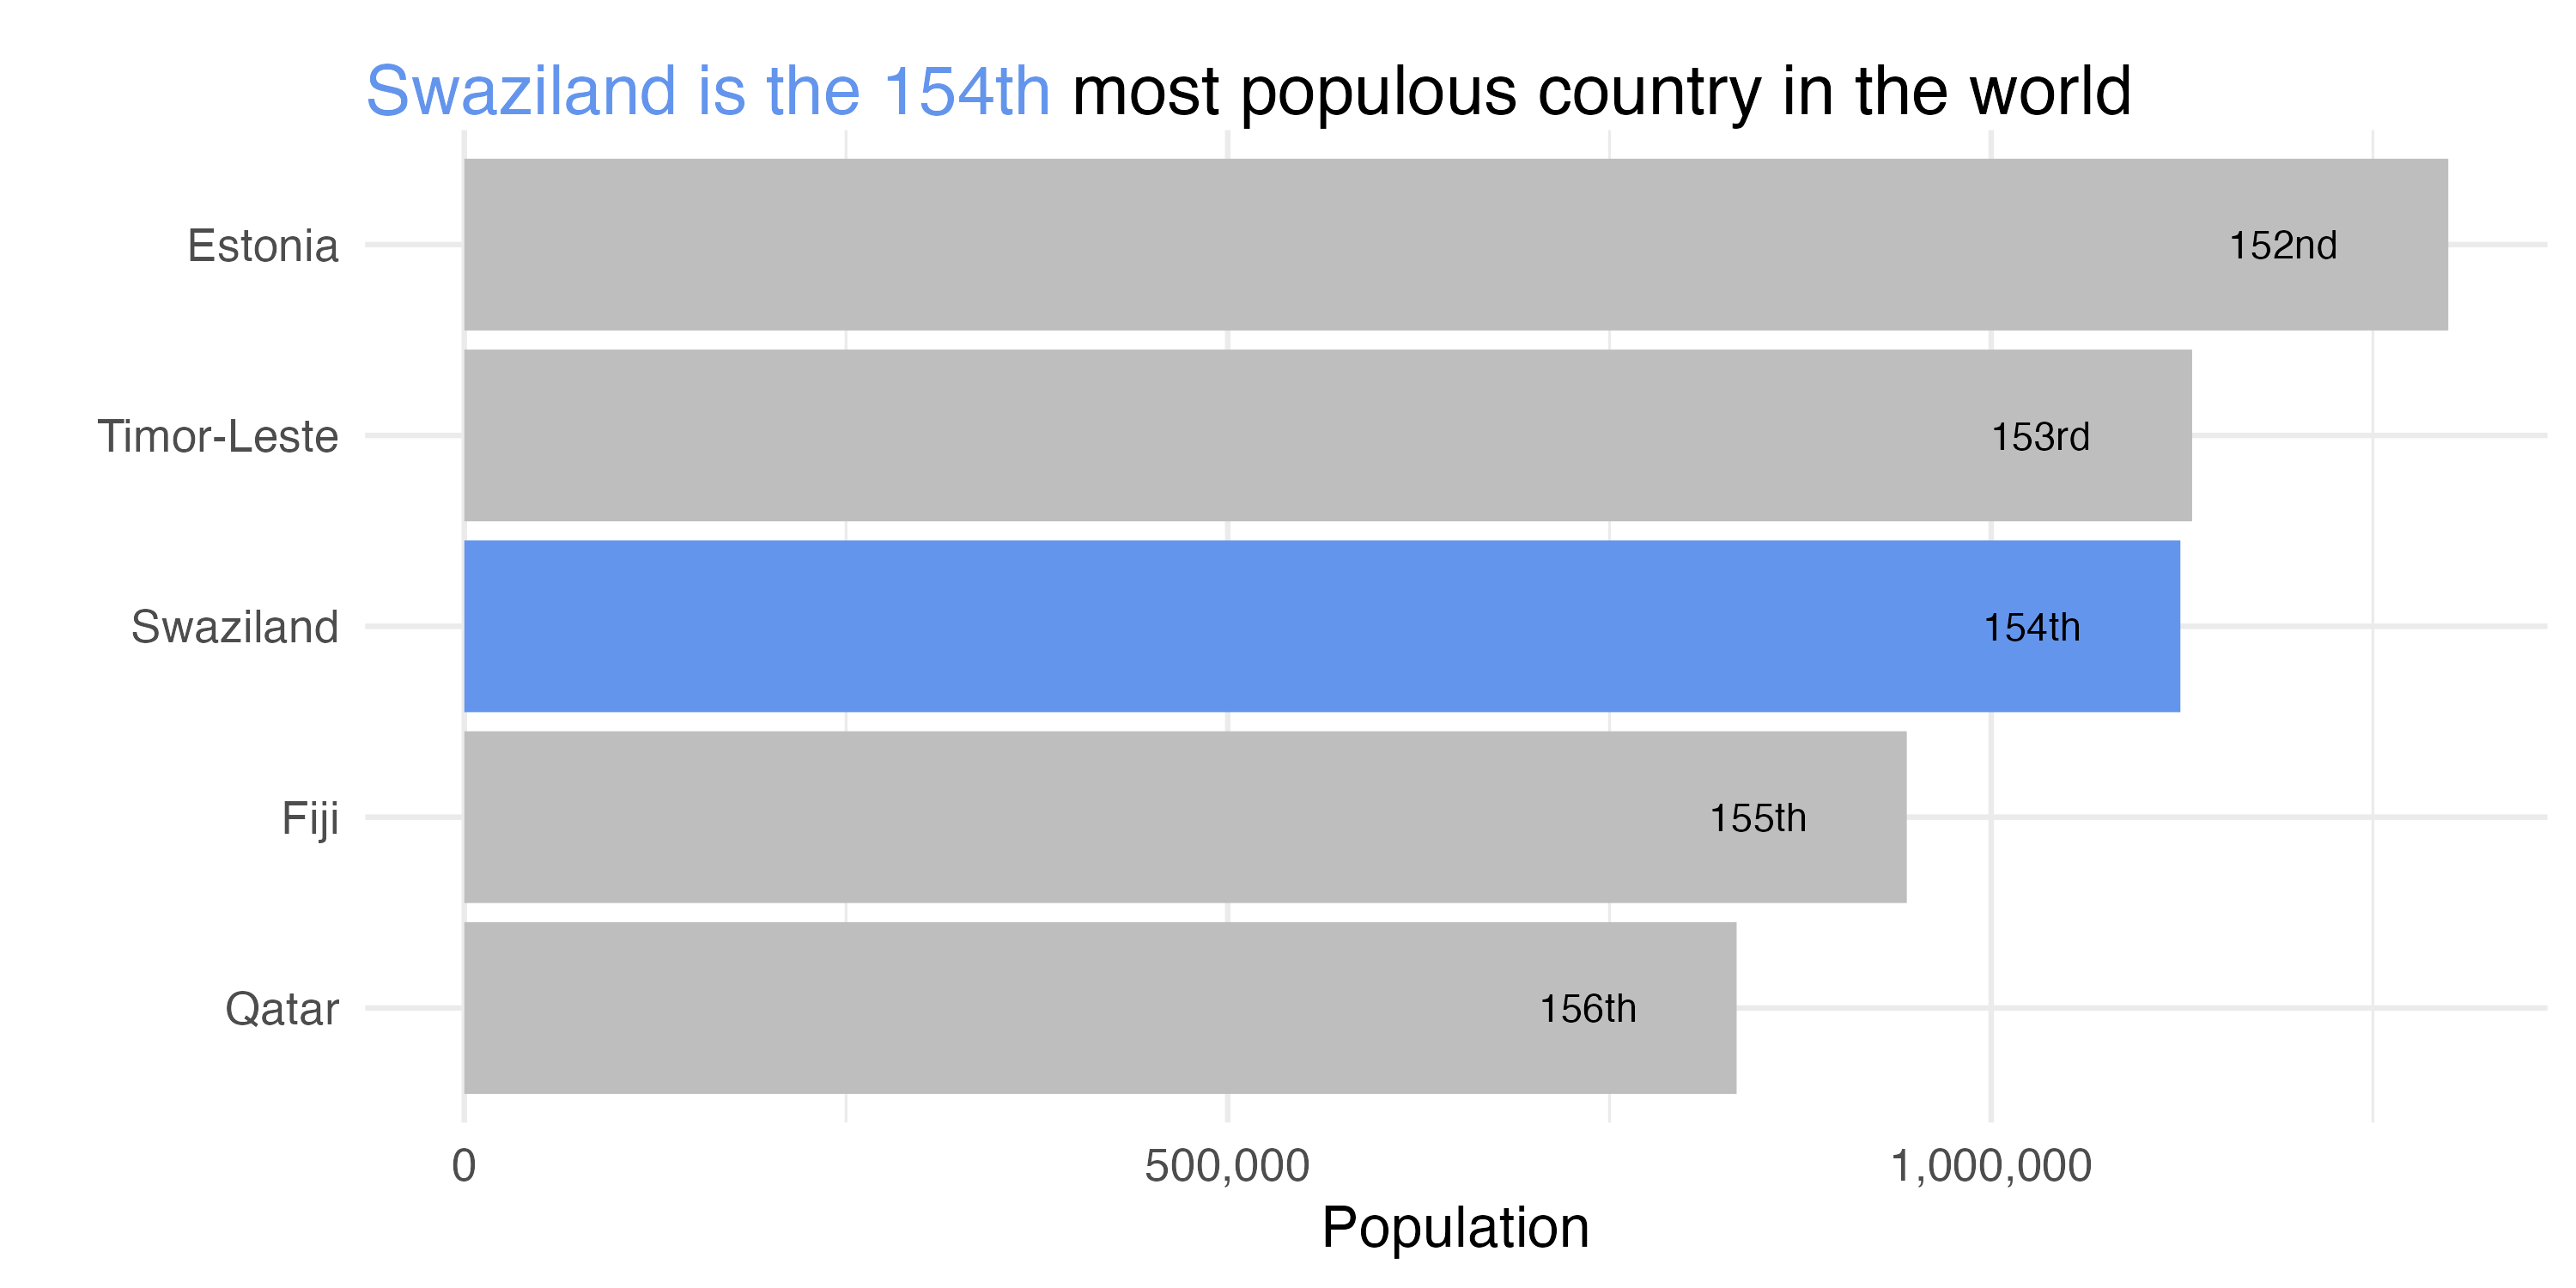 Swaziland is the 154th most populous country in the world
Estonia
152nd
Timor-Leste
153rd
Swaziland
154th
Fiji
155th
Qatar
156th
0
500,000
1,000,000
Population